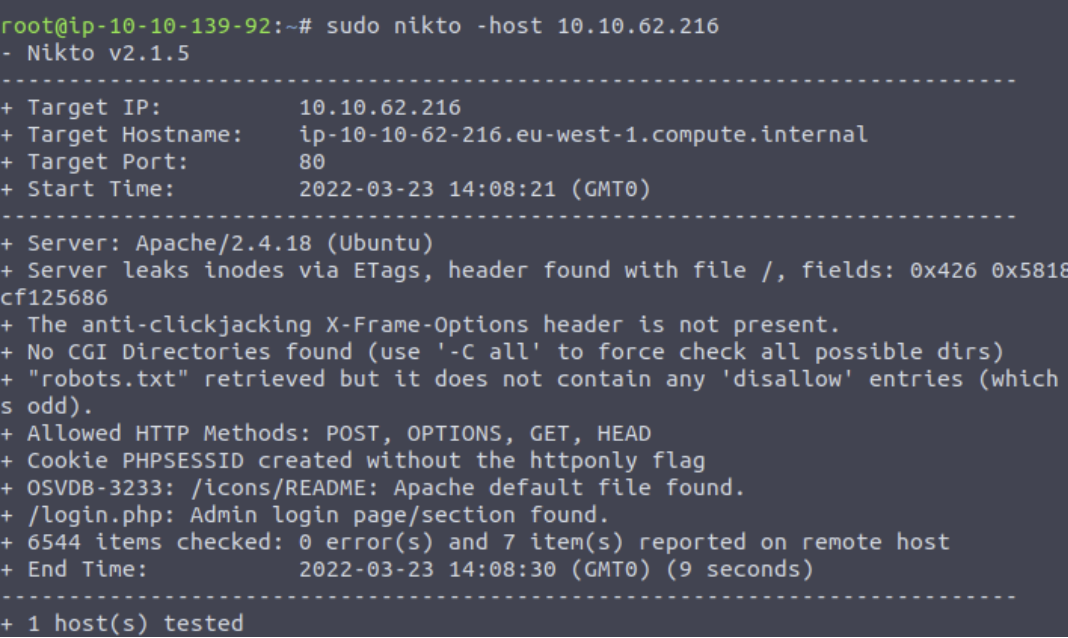 root@ip-10-10-139-92:~# sudo nikto -host 10.10.62.216
- Nikto v2.1.5
---------------------------------------------------------------------------
+ Target IP:          10.10.62.216
+ Target Hostname:    ip-10-10-62-216.eu-west-1.compute.internal
+ Target Port:        80
+ Start Time:         2022-03-23 14:08:21 (GMT0)
---------------------------------------------------------------------------
+ Server: Apache/2.4.18 (Ubuntu)
+ Server leaks inodes via ETags, header found with file /, fields: 0x426 0x5818
cf125686
+ The anti-clickjacking X-Frame-Options header is not present.
+ No CGI Directories found (use '-C all' to force check all possible dirs)
+ "robots.txt" retrieved but it does not contain any 'disallow' entries (which
s odd).
+ Allowed HTTP Methods: POST, OPTIONS, GET, HEAD
+ Cookie PHPSESSID created without the httponly flag
+ OSVDB-3233: /icons/README: Apache default file found.
+ /login.php: Admin login page/section found.
+ 6544 items checked: 0 error(s) and 7 item(s) reported on remote host
+ End Time:           2022-03-23 14:08:30 (GMT0) (9 seconds)
---------------------------------------------------------------------------
+ 1 host(s) tested